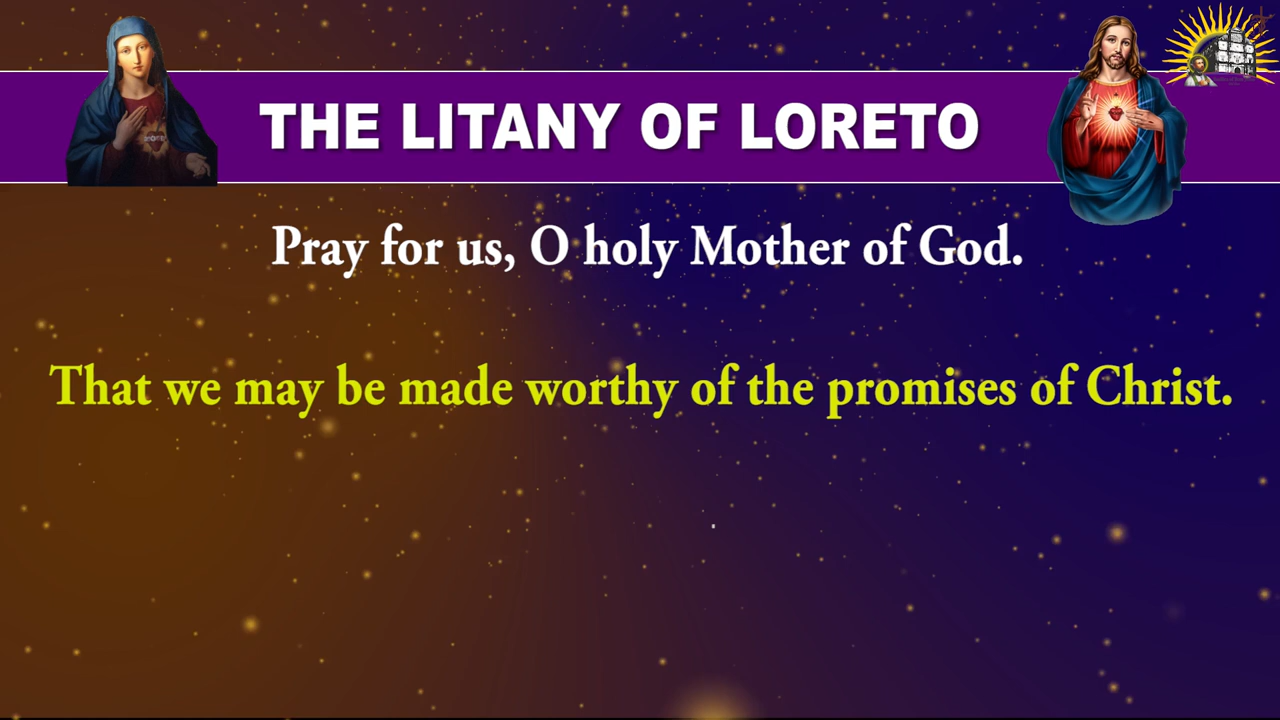 THE LITANY OF LORETO
Pray for us, O holy Mother of God.
That we may be made worthy of the promises of Christ.